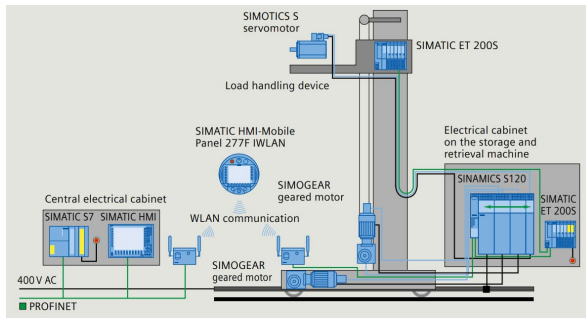 SIMOTICS S
servomotor
SIMATIC ET 200S
Load handling device
SIMATIC HMI-Mobile
Panel 277F IWLAN
Electrical cabinet
on the storage and
retrieval machine
SINAMICS S120
SIMOGEAR
geared motor
Central electrical cabinet
SIMATIC S7 SIMATIC HMI
WLAN communication
SIMATIC
ET 200S
SIMOGEAR
geared motor
400 V AC
PROFINET